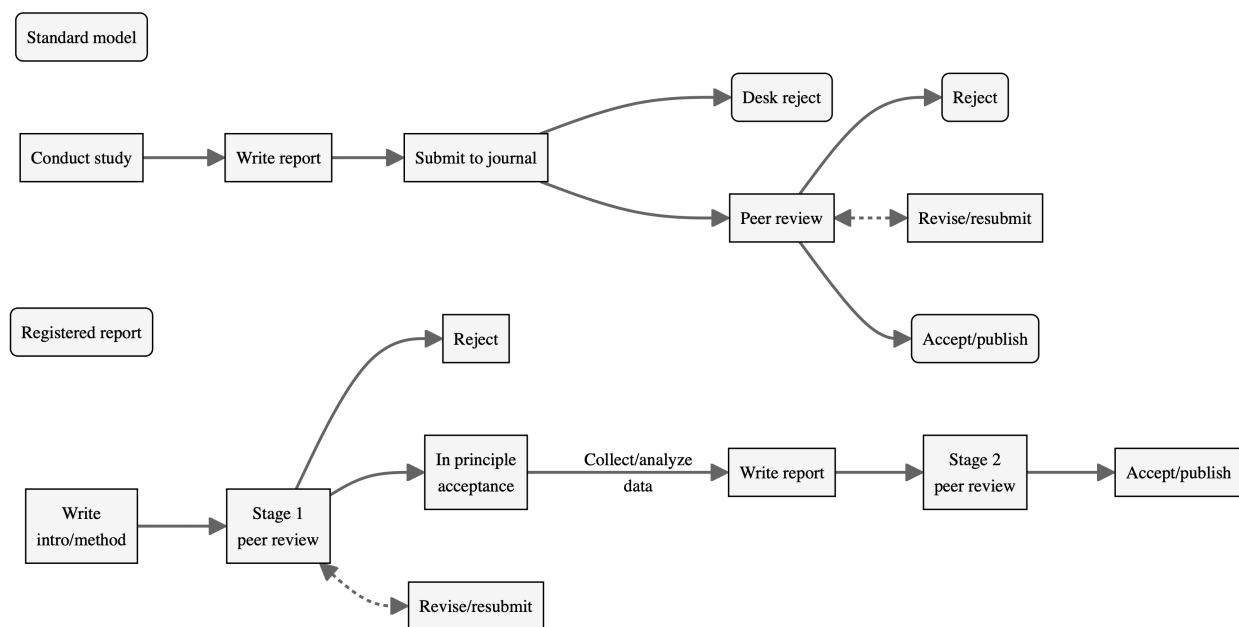 Standard model
Desk reject
Reject
Conduct study
Write report
Submit to journal
Peer review
Revise/resubmit
Registered report
Reject
Accept/publish
In principle
acceptance
Collect/analyze
data
Write report
Stage 2
peer review
Accept/publish
Write
intro/method
Stage 1
peer review
Revise/resubmit